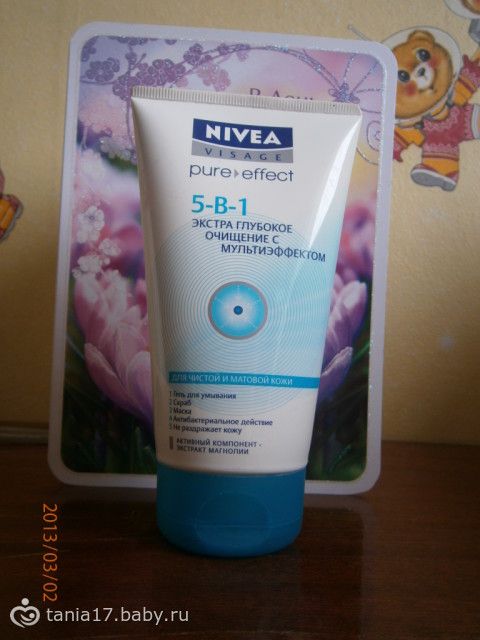 В День
NIVEA
VISAGE
pure effect
5-В-1
ЭКСТРА ГЛУБОКОЕ
ОЧИЩЕНИЕ С
МУЛЬТИЭФФЕКТОМ
ДЛЯ ЧИСТОЙ И МАТОВОЙ КОЖИ
1 Гель для умывания
2 Скраб
3 Маска
4 Антибактериальное действие
5 Не раздражает кожу
АКТИВНЫЙ КОМПОНЕНТ -
ЭКСТРАКТ МАГНОЛИИ
2013/03/02
tania17.baby.ru